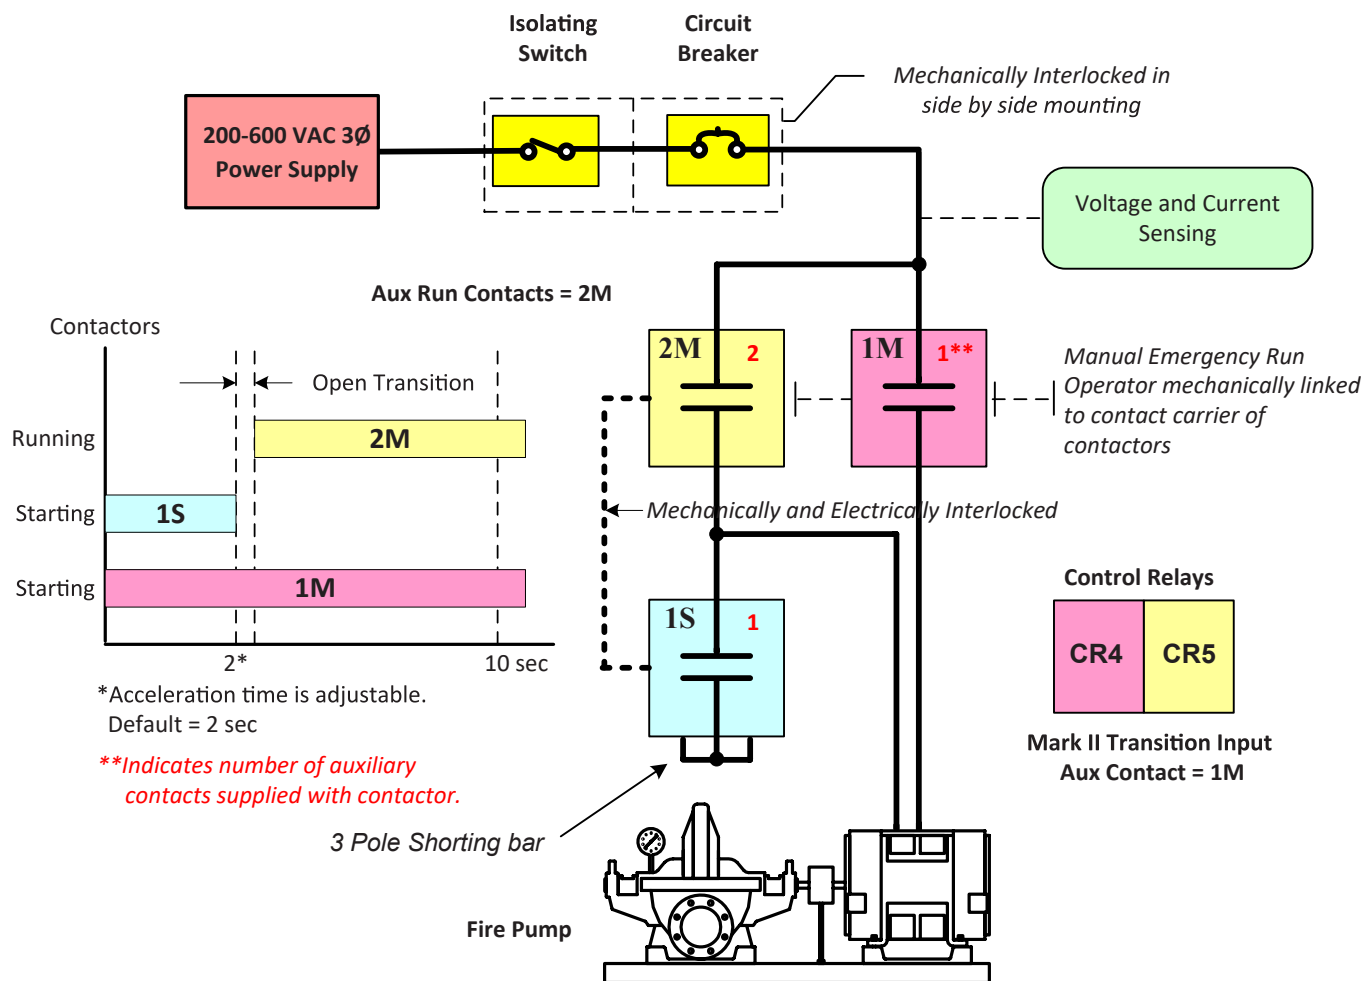 Isolating
Switch
Circuit
Breaker
Mechanically Interlocked in
side by side mounting
200-600 VAC 3Ø
Power Supply
Voltage and Current
Sensing
Aux Run Contacts = 2M
Contactors
Open Transition
Running
2M
Starting
1S
Starting
1M
2*
10 sec
*Acceleration time is adjustable.
Default = 2 sec
**Indicates number of auxiliary
contacts supplied with contactor.
2M
2
1M
1**
Manual Emergency Run
Operator mechanically linked
to contact carrier of
contactors
Mechanically and Electrically Interlocked
1S
1
Control Relays
CR4
CR5
Mark II Transition Input
Aux Contact = 1M
3 Pole Shorting bar
Fire Pump